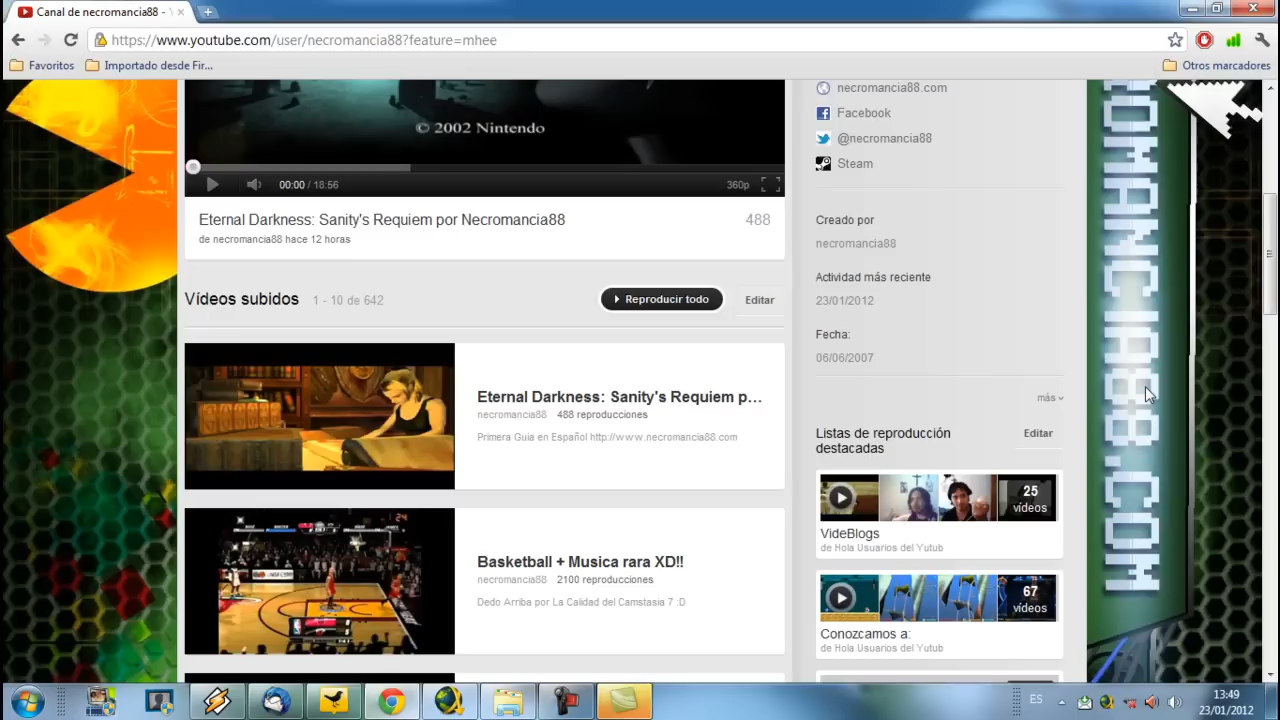 Canal de necromancia88 -
https://www.youtube.com/user/necromancia88?feature=mhee
Favoritos
Importado desde Fir...
Otros marcadores
© 2002 Nintendo
00:00 / 18:56
360p
Eternal Darkness: Sanity's Requiem por Necromancia88
488
de necromancia88 hace 12 horas
Vídeos subidos
1 - 10 de 642
Reproducir todo
Editar
Eternal Darkness: Sanity's Requiem p...
necromancia88 488 reproducciones
Primera Guia en Español http://www.necromancia88.com
Basketball + Musica rara XD!!
necromancia88 2100 reproducciones
Dedo Arriba por La Calidad del Camstasia 7 :D
necromancia88.com
Facebook
@necromancia88
Steam
Creado por
necromancia88
Actividad más reciente
23/01/2012
Fecha:
06/06/2007
más
Listas de reproducción
destacadas
Editar
25
vídeos
VideBlogs
de Hola Usuarios del Yutub
67
vídeos
Conozcamos a:
de Hola Usuarios del Yutub
ROMANCIA88.COM
ES
13:49
23/01/2012